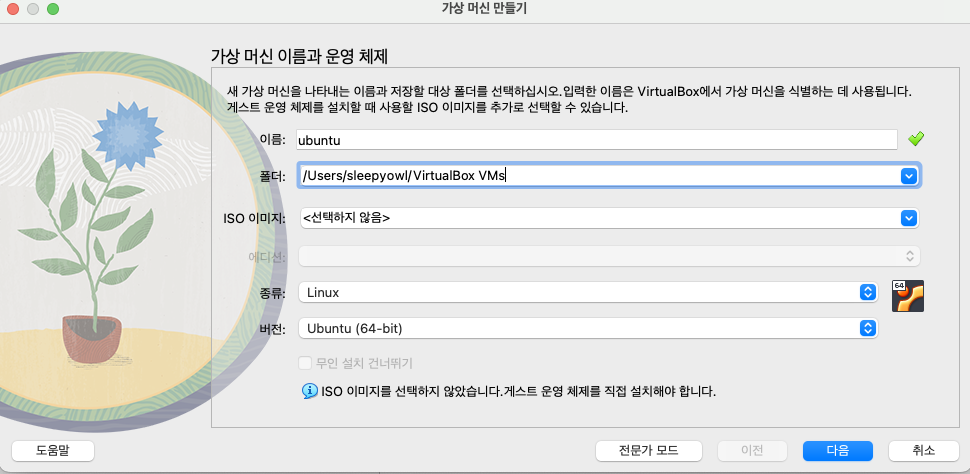 가상 머신 만들기
가상 머신 이름과 운영 체제
새 가상 머신을 나타내는 이름과 저장할 대상 폴더를 선택하십시오.입력한 이름은 VirtualBox에서 가상 머신을 식별하는 데 사용됩니다.
게스트 운영 체제를 설치할 때 사용할 ISO 이미지를 추가로 선택할 수 있습니다.
이름: ubuntu
폴더: /Users/sleepyowl/VirtualBox VMs
ISO 이미지: <선택하지 않음>
에디션:
종류: Linux
64
버전: Ubuntu (64-bit)
무인 설치 건너뛰기
ISO 이미지를 선택하지 않았습니다.게스트 운영 체제를 직접 설치해야 합니다.
도움말 전문가 모드 이전 다음 취소